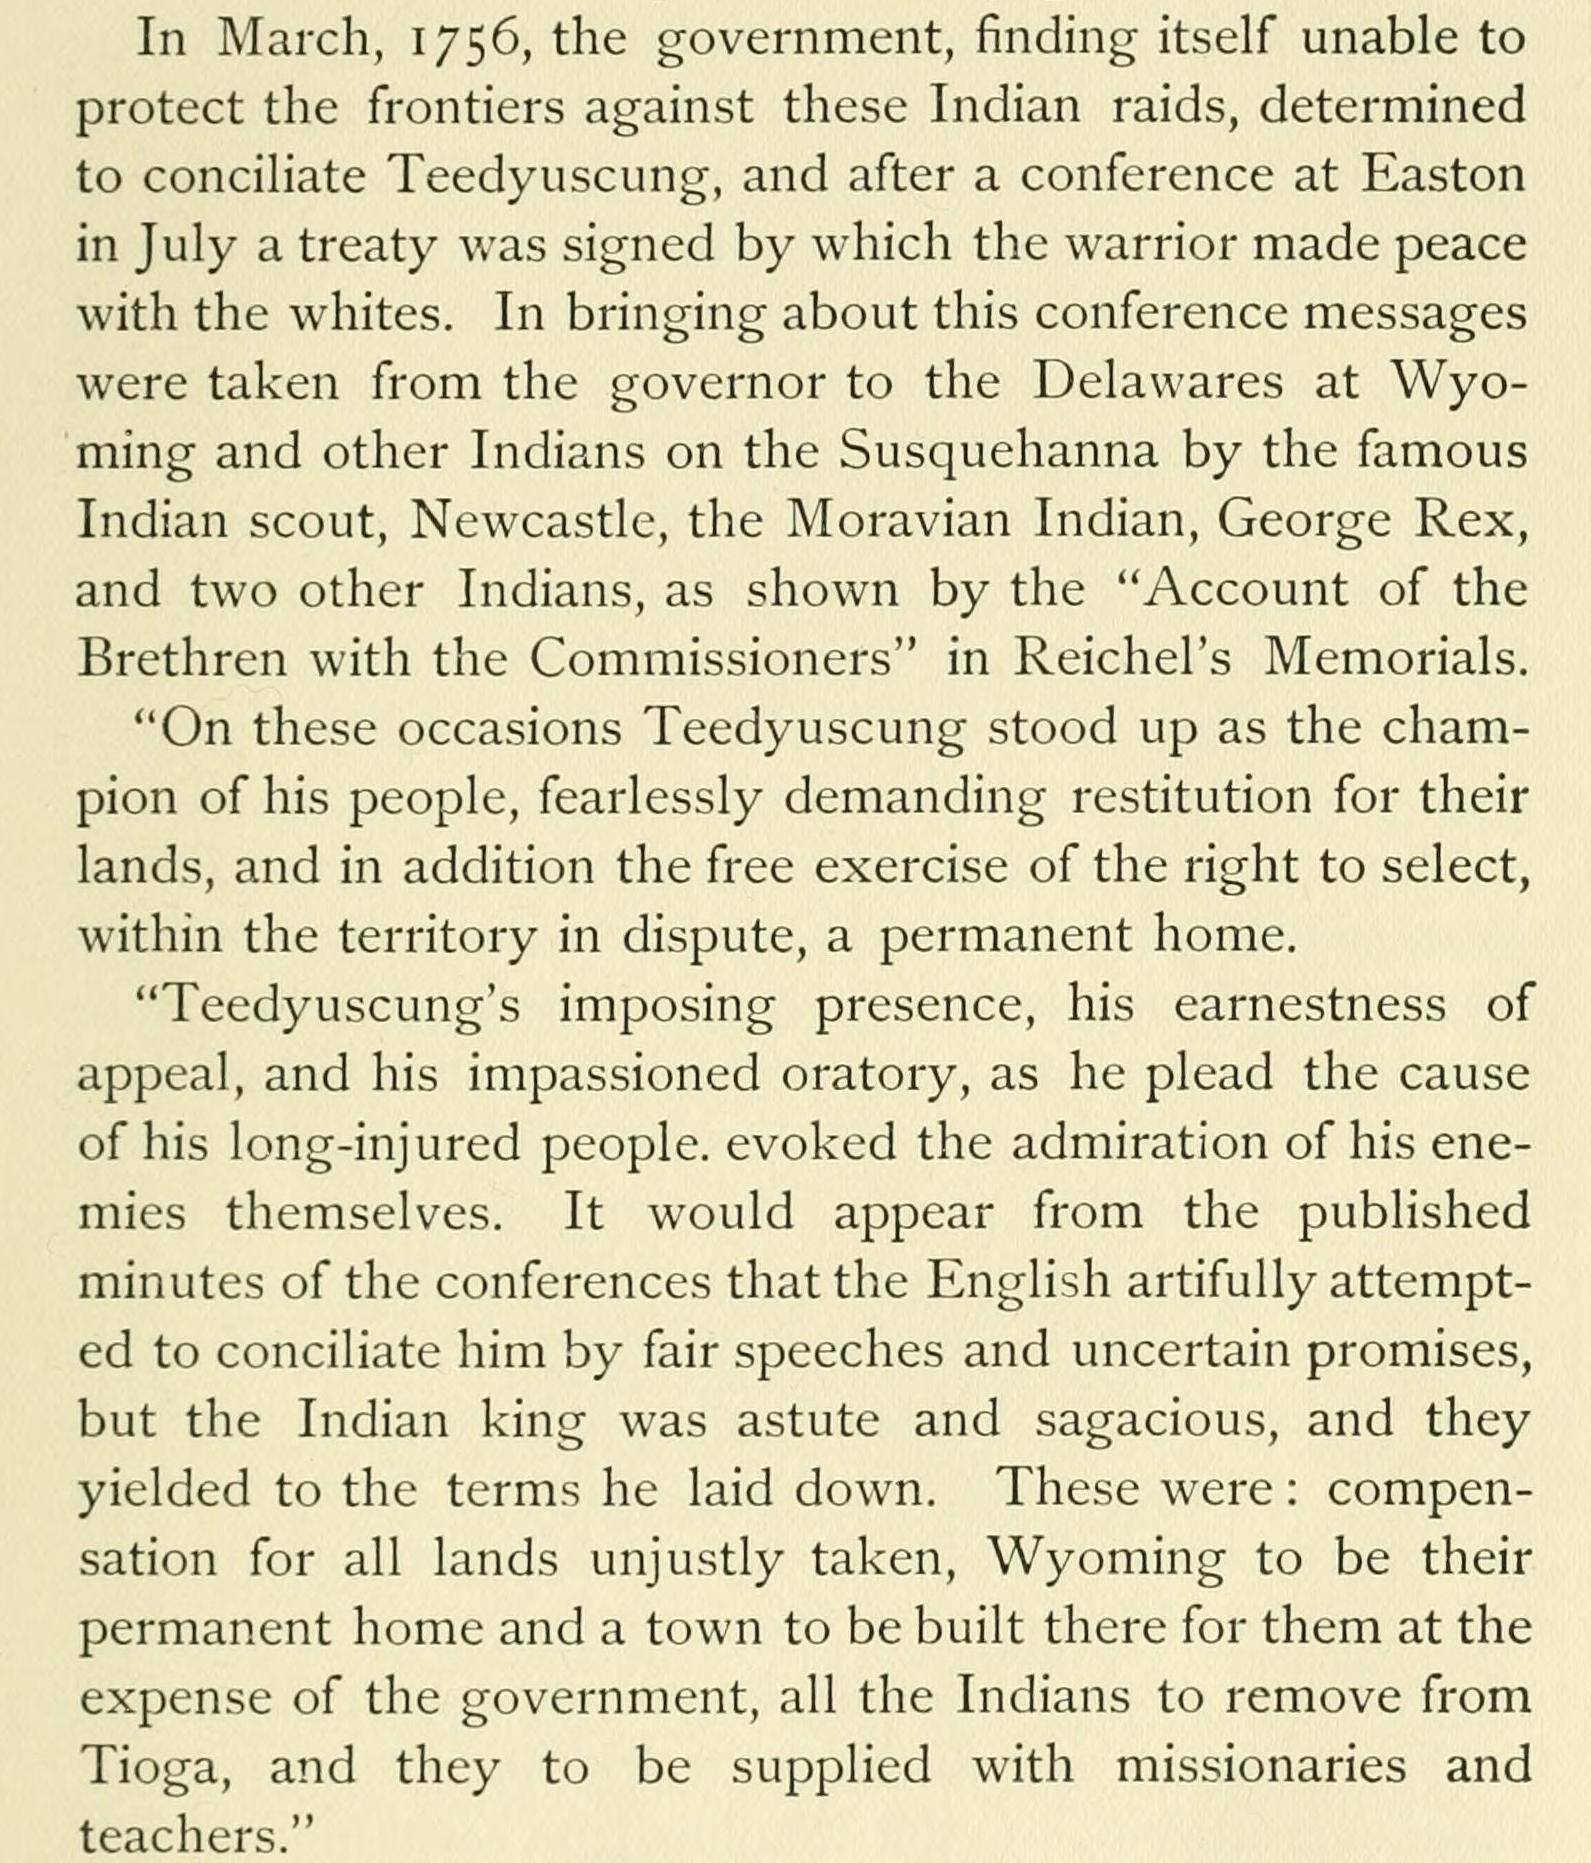 In March, 1756, the government, finding itself unable to
protect the frontiers against these Indian raids, determined
to conciliate Teedyuscung, and after a conference at Easton
in July a treaty was signed by which the warrior made peace
with the whites. In bringing about this conference messages
were taken from the governor to the Delawares at Wyo-
ming and other Indians on the Susquehanna by the famous
Indian scout, Newcastle, the Moravian Indian, George Rex,
and two other Indians, as shown by the “Account of the
Brethren with the Commissioners” in Reichel’s Memorials.
“On these occasions Teedyuscung stood up as the cham-
pion of his people, fearlessly demanding restitution for their
lands, and in addition the free exercise of the right to select,
within the territory in dispute, a permanent home.
“Teedyuscung’s imposing presence, his earnestness of
appeal, and his impassioned oratory, as he plead the cause
of his long-injured people. evoked the admiration of his ene-
mies themselves. It would appear from the published
minutes of the conferences that the English artifully attempt-
ed to conciliate him by fair speeches and uncertain promises,
but the Indian king was astute and sagacious, and they
yielded to the terms he laid down. These were: compen-
sation for all lands unjustly taken, Wyoming to be their
permanent home and a town to be built there for them at the
expense of the government, all the Indians to remove from
Tioga, and they to be supplied with missionaries and
teachers.”